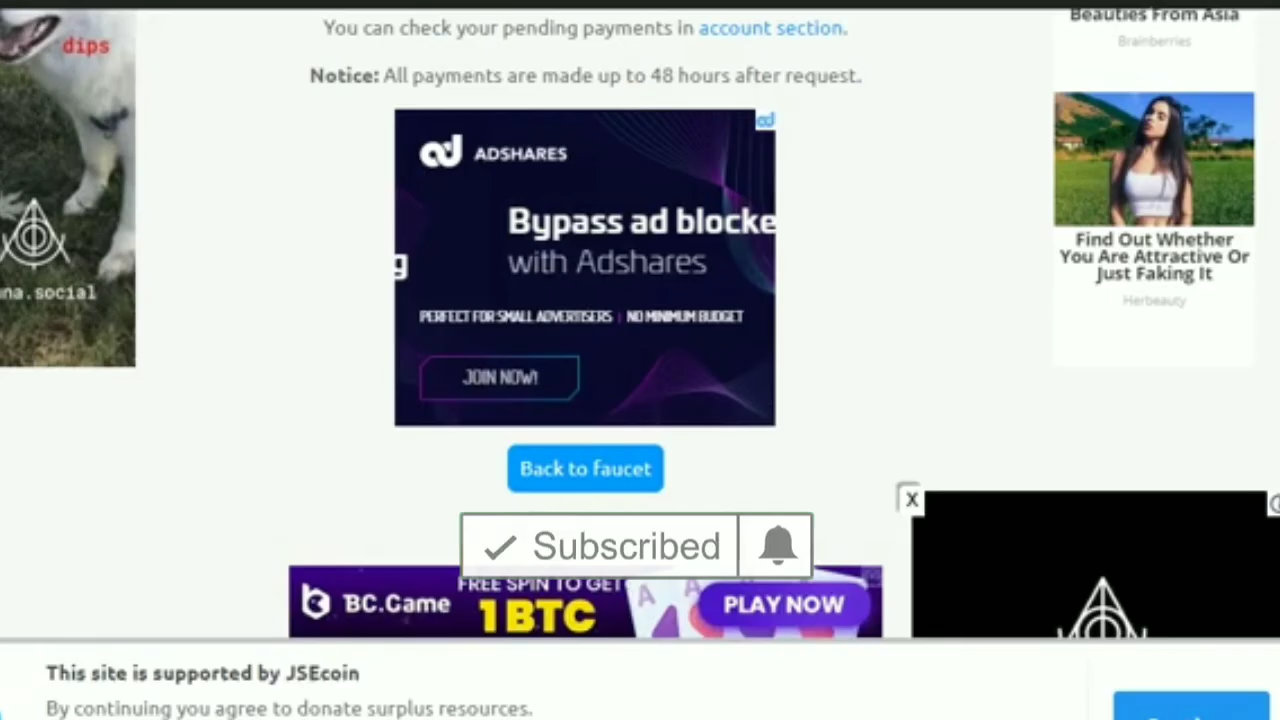 Beauties From Asia
Brainberries
You can check your pending payments in account section.
dips
Notice: All payments are made up to 48 hours after request.
ad
ADSHARES
Bypass ad blocke
g
with Adshares
PERFECT FOR SMALL ADVERTISERS | NO MINIMUM BUDGET
JOIN NOW!
Find Out Whether
You Are Attractive Or
Just Faking It
Herbeauty
na.social
Back to faucet
X
Subscribed
FREE SPIN TO GET
BC.Game
1BTC
A
A
PLAY NOW
This site is supported by JSEcoin
By continuing you agree to donate surplus resources.